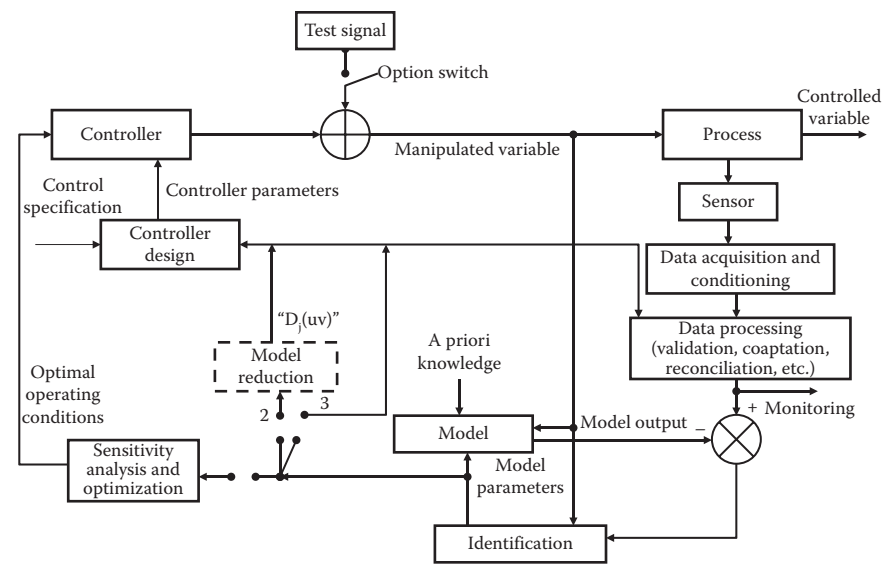 Test signal
Option switch
Controlled
variable
Controller
Process
Manipulated variable
Control
specification
Controller parameters
Sensor
Controller
design
Data acquisition and
conditioning
“Dj(uv)”
Data processing
(validation, coaptation,
reconciliation, etc.)
A priori
knowledge
Model
reduction
Optimal
operating
conditions
2
3
+ Monitoring
Model
Model output –
Sensitivity
analysis and
optimization
Model
parameters
Identification